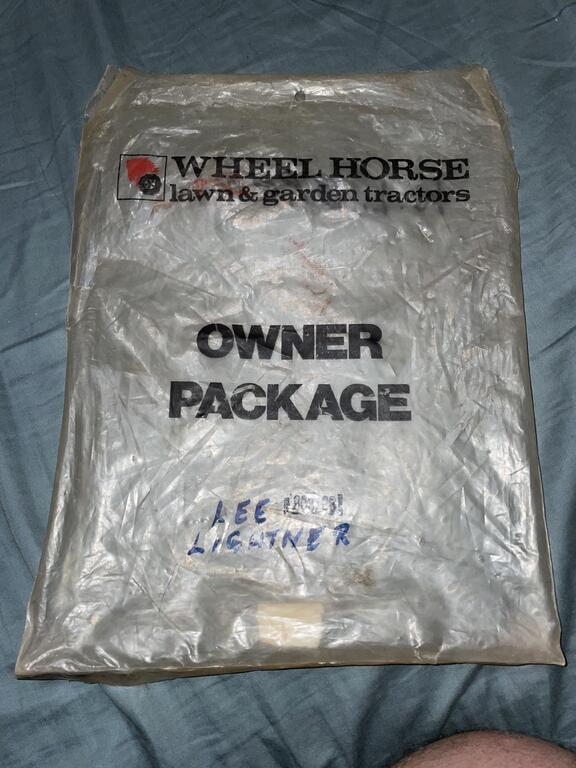 WHEEL HORSE
lawn & garden tractors
OWNER
PACKAGE
LEE
LIGHTNER